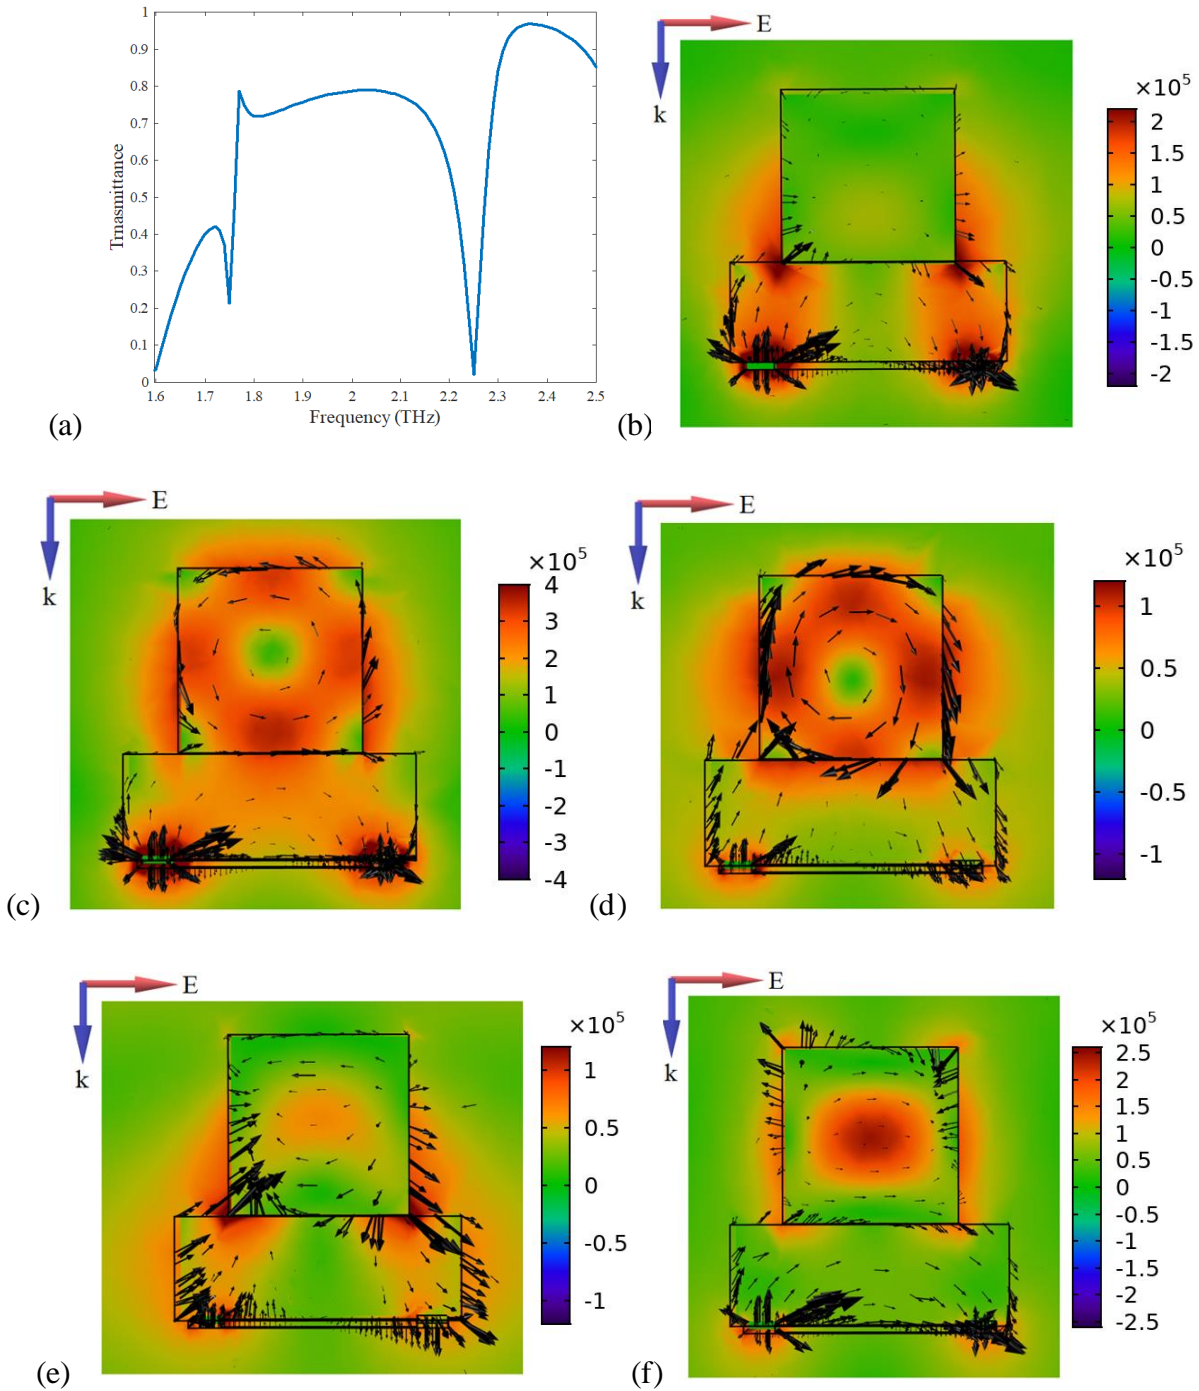 1
0.9
0.8
0.7
0.6
0.5
0.4
0.3
0.2
0.1
0
Trnasmittance
1.6 1.7 1.8 1.9 2 2.1 2.2 2.3 2.4 2.5
Frequency (THz)
(a)
E
k
×10⁵
2
1.5
1
0.5
0
-0.5
-1
-1.5
-2
(b)
E
k
×10⁵
4
3
2
1
0
-1
-2
-3
-4
(c)
E
k
×10⁵
1
0.5
0
-0.5
-1
(d)
E
k
×10⁵
1
0.5
0
-0.5
-1
(e)
E
k
×10⁵
2.5
2
1.5
1
0.5
0
-0.5
-1
-1.5
-2
-2.5
(f)